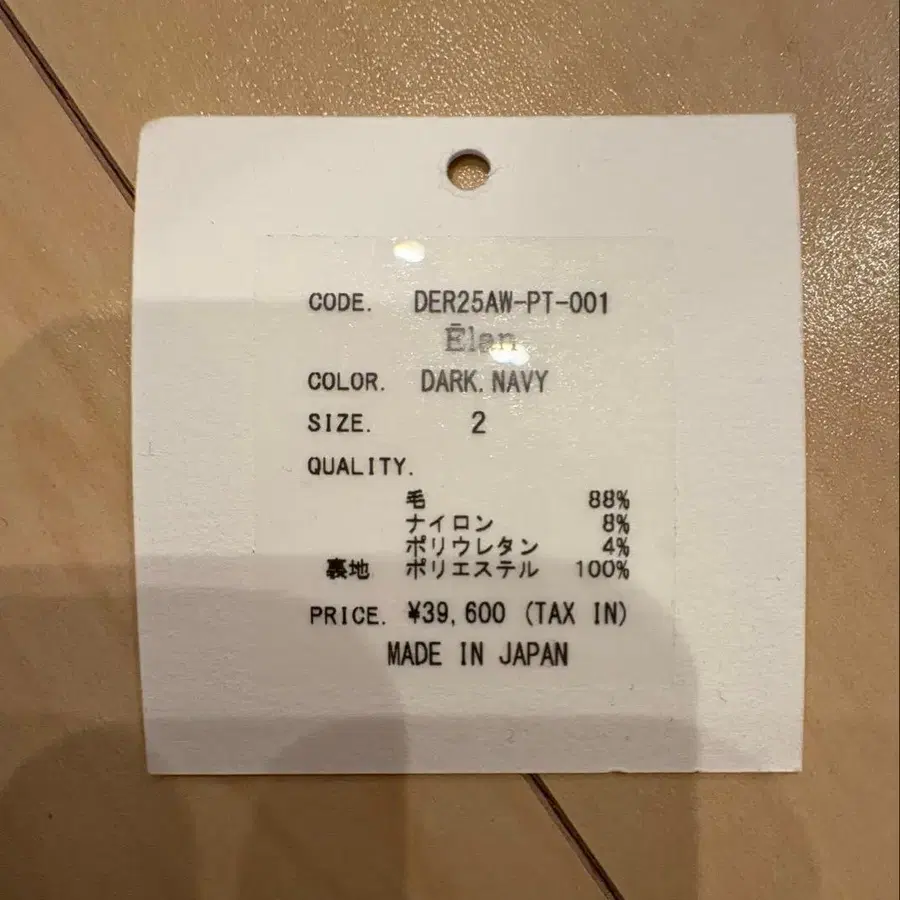 CODE. DER25AW-PT-001
Ēlan
COLOR. DARK. NAVY
SIZE. 2
QUALITY.
毛 88%
ナイロン 8%
ポリウレタン 4%
裏地 ポリエステル 100%
PRICE. ¥39,600 (TAX IN)
MADE IN JAPAN